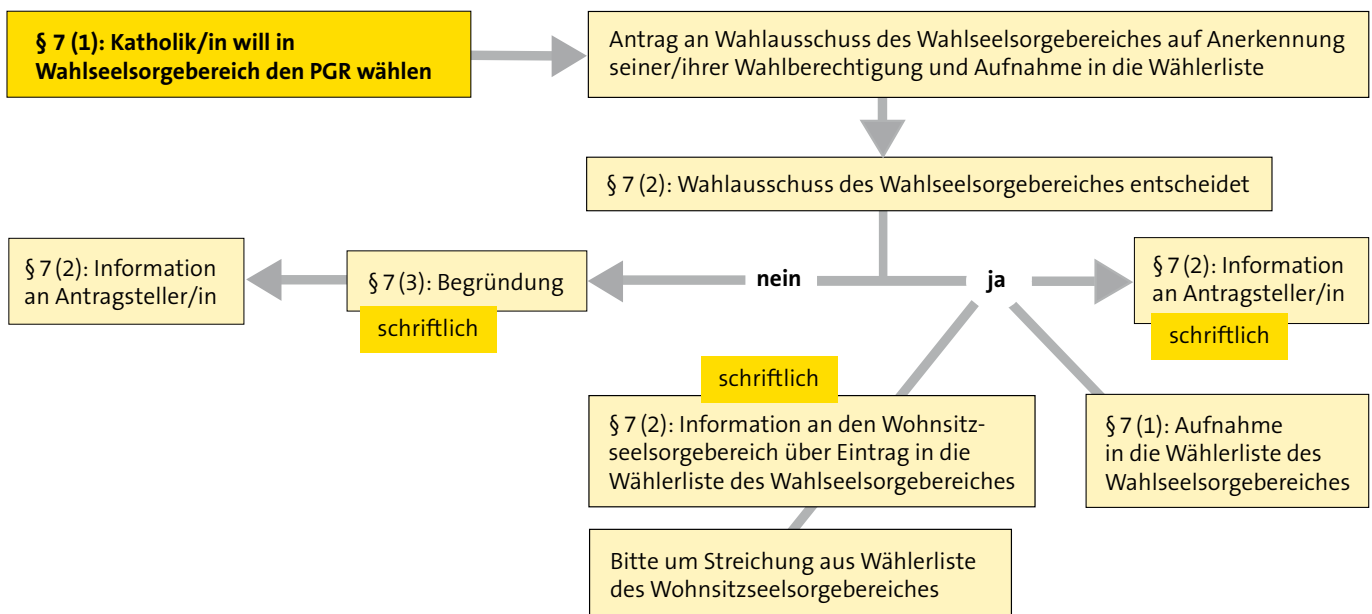 § 7 (1): Katholik/in will in
Wahlseelsorgebereich den PGR wählen
Antrag an Wahlausschuss des Wahlseelsorgebereiches auf Anerkennung
seiner/ihrer Wahlberechtigung und Aufnahme in die Wählerliste
§ 7 (2): Wahlausschuss des Wahlseelsorgebereiches entscheidet
§ 7 (2): Information
an Antragsteller/in
§ 7 (3): Begründung
schriftlich
nein
ja
§ 7 (2): Information
an Antragsteller/in
schriftlich
schriftlich
§ 7 (2): Information an den Wohnsitz-
seelsorgebereich über Eintrag in die
Wählerliste des Wahlseelsorgebereiches
§ 7 (1): Aufnahme
in die Wählerliste des
Wahlseelsorgebereiches
Bitte um Streichung aus Wählerliste
des Wohnsitzseelsorgebereiches